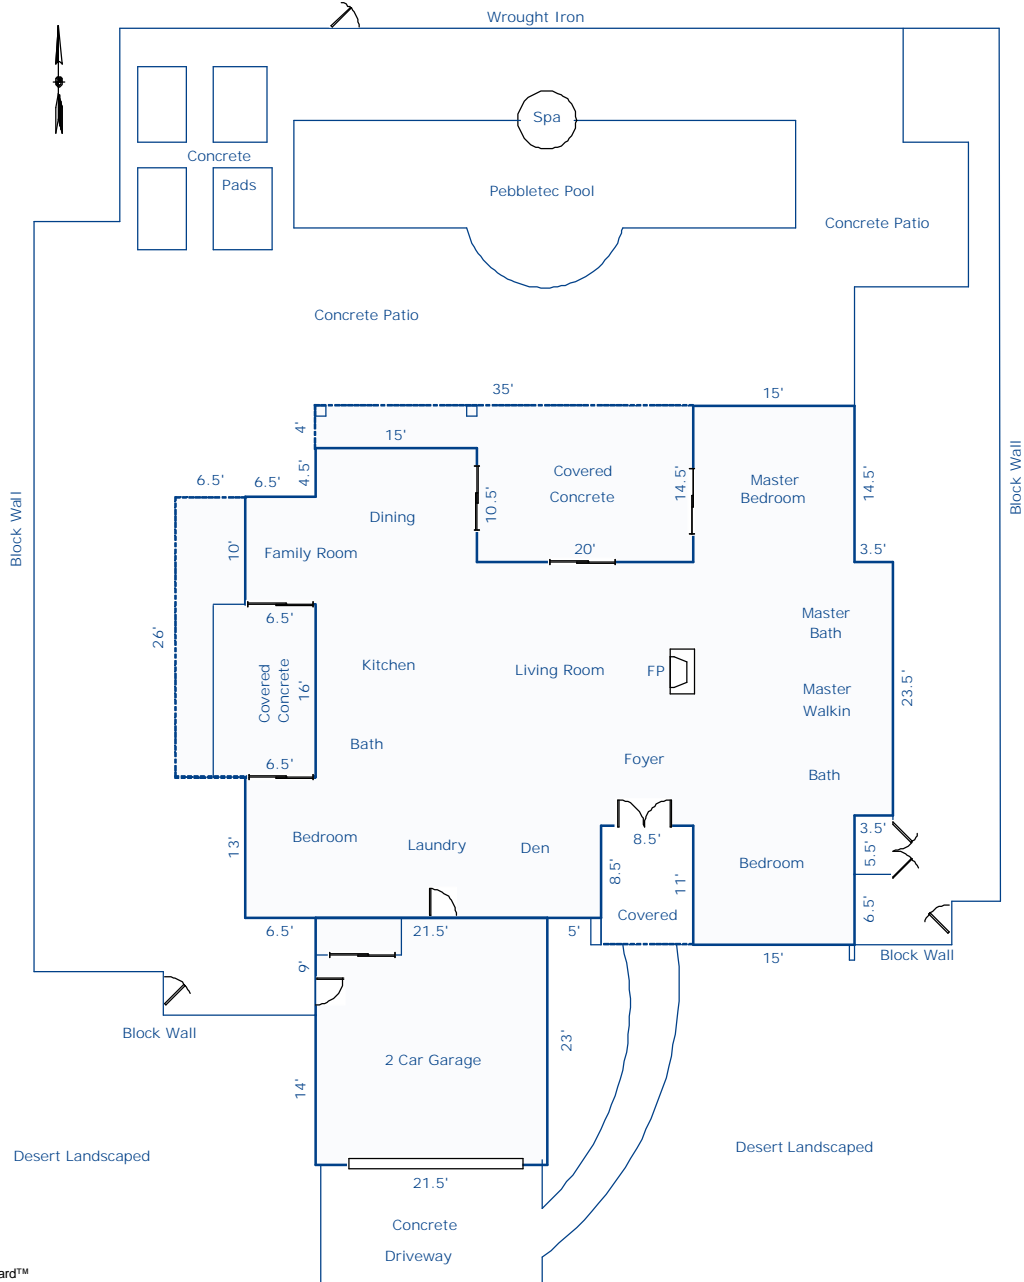 Wrought Iron
Spa
Concrete
Pads
Pebbletec Pool
Concrete Patio
Concrete Patio
35'
15'
4'
15'
4.5'
6.5'
6.5'
Covered
Concrete
14.5'
10.5'
Master
Bedroom
14.5'
Block Wall
Block Wall
Dining
10'
Family Room
20'
3.5'
6.5'
26'
Covered
Concrete
16'
Kitchen
Living Room
FP
Master
Bath
Master
Walkin
23.5'
Bath
6.5'
Foyer
Bath
13'
Bedroom
Laundry
Den
8.5'
8.5'
11'
Covered
Bedroom
3.5'
5.5'
6.5'
6.5'
21.5'
5'
15'
Block Wall
9'
Block Wall
2 Car Garage
23'
14'
Desert Landscaped
Desert Landscaped
21.5'
Concrete
Driveway
ard™